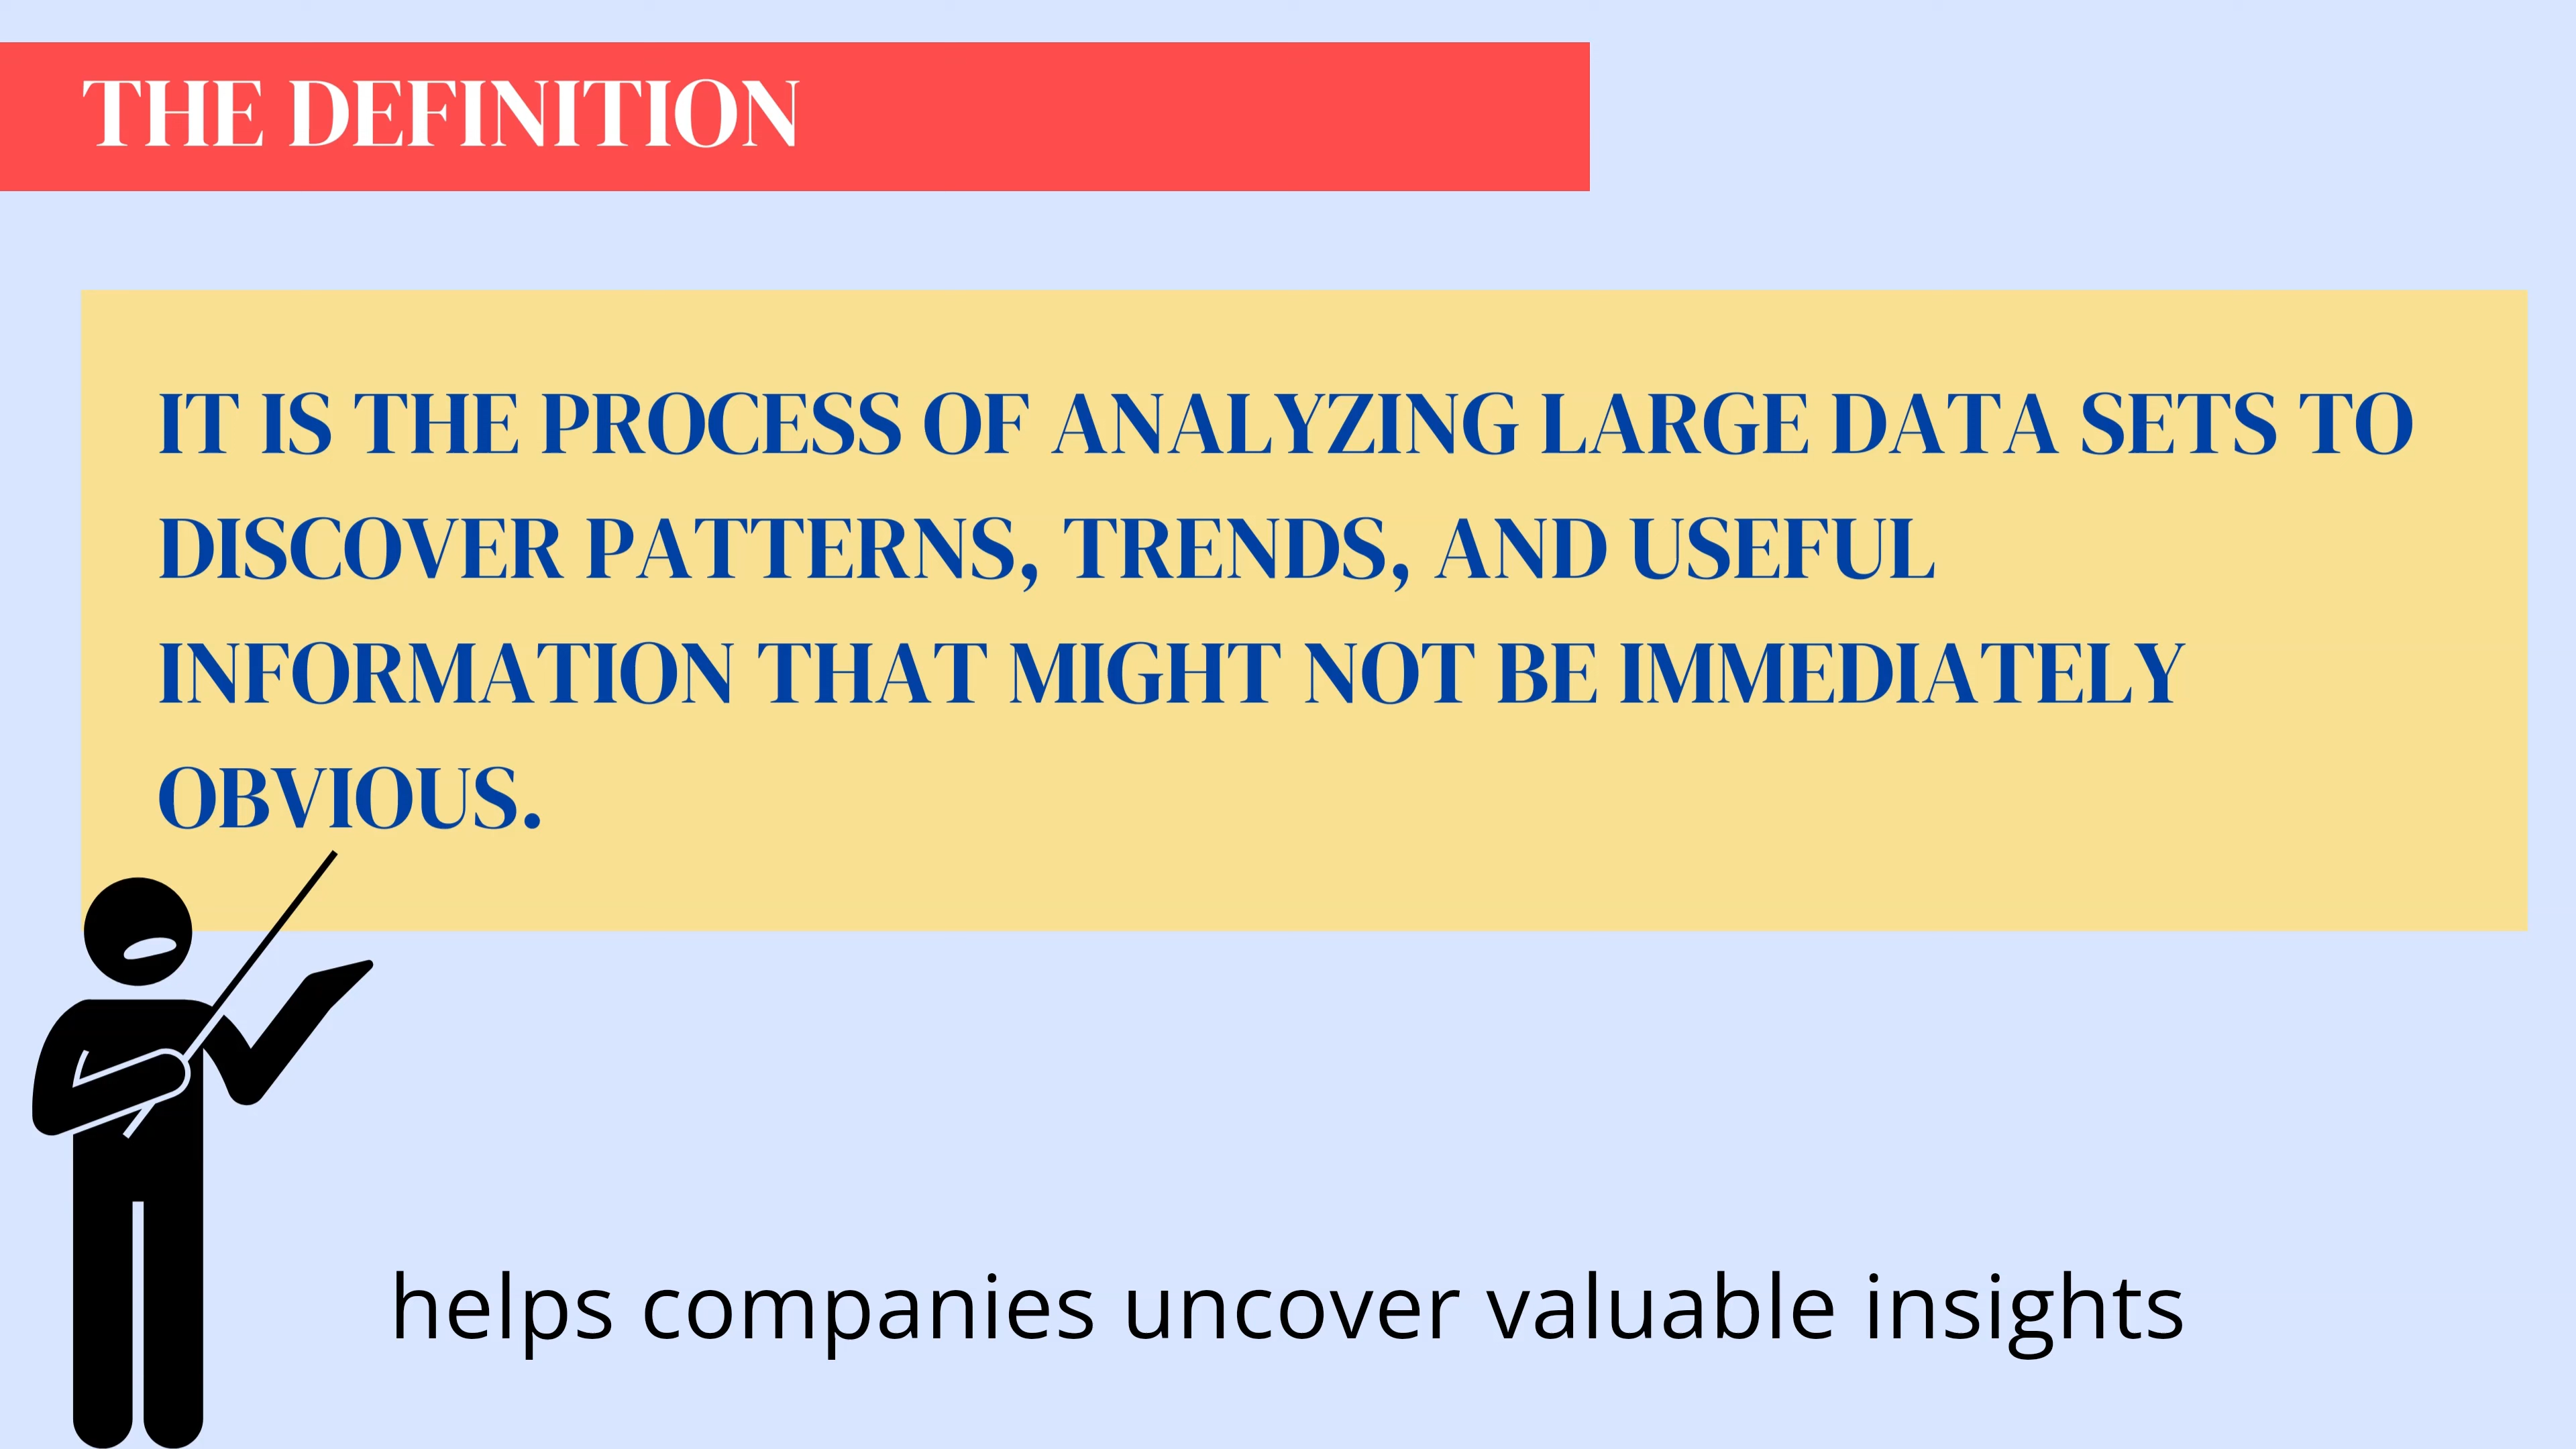 THE DEFINITION
IT IS THE PROCESS OF ANALYZING LARGE DATA SETS TO
DISCOVER PATTERNS, TRENDS, AND USEFUL
INFORMATION THAT MIGHT NOT BE IMMEDIATELY
OBVIOUS.
helps companies uncover valuable insights